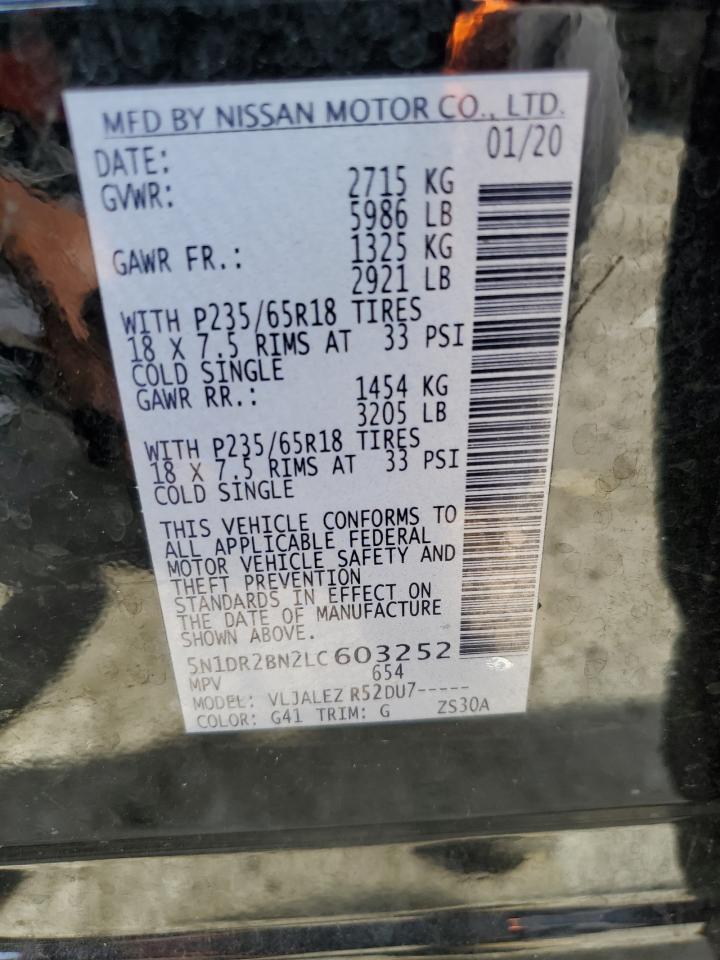 MFD BY NISSAN MOTOR CO., LTD.
DATE: 01/20
GVWR: 2715 KG
5986 LB
GAWR FR.: 1325 KG
2921 LB
WITH P235/65R18 TIRES
18 X 7.5 RIMS AT 33 PSI
COLD SINGLE
GAWR RR.: 1454 KG
3205 LB
WITH P235/65R18 TIRES
18 X 7.5 RIMS AT 33 PSI
COLD SINGLE
THIS VEHICLE CONFORMS TO
ALL APPLICABLE FEDERAL
MOTOR VEHICLE SAFETY AND
THEFT PREVENTION
STANDARDS IN EFFECT ON
THE DATE OF MANUFACTURE
SHOWN ABOVE.
5N1DR2BN2LC603252
MPV 654
MODEL: VLJALEZ R52DU7-----
COLOR: G41 TRIM: G ZS30A